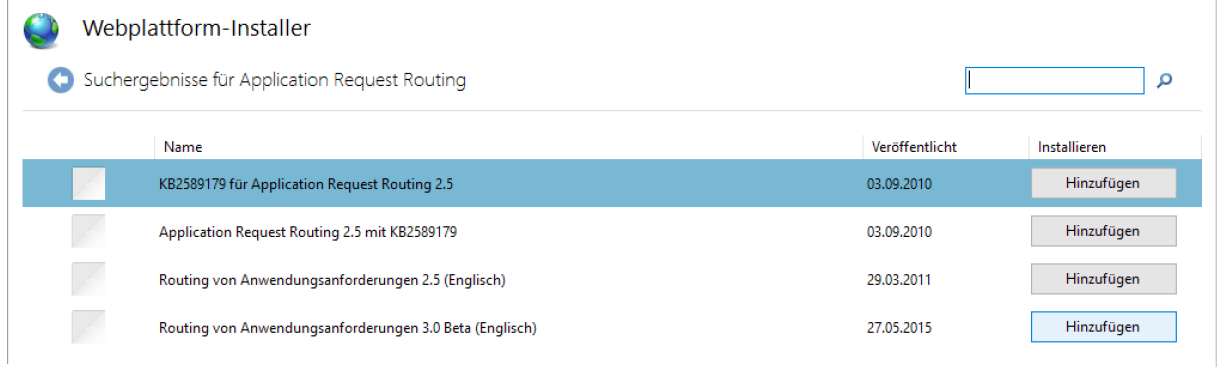 Webplattform-Installer
Suchergebnisse für Application Request Routing
Name Veröffentlicht Installieren
KB2589179 für Application Request Routing 2.5 03.09.2010 Hinzufügen
Application Request Routing 2.5 mit KB2589179 03.09.2010 Hinzufügen
Routing von Anwendungsanforderungen 2.5 (Englisch) 29.03.2011 Hinzufügen
Routing von Anwendungsanforderungen 3.0 Beta (Englisch) 27.05.2015 Hinzufügen